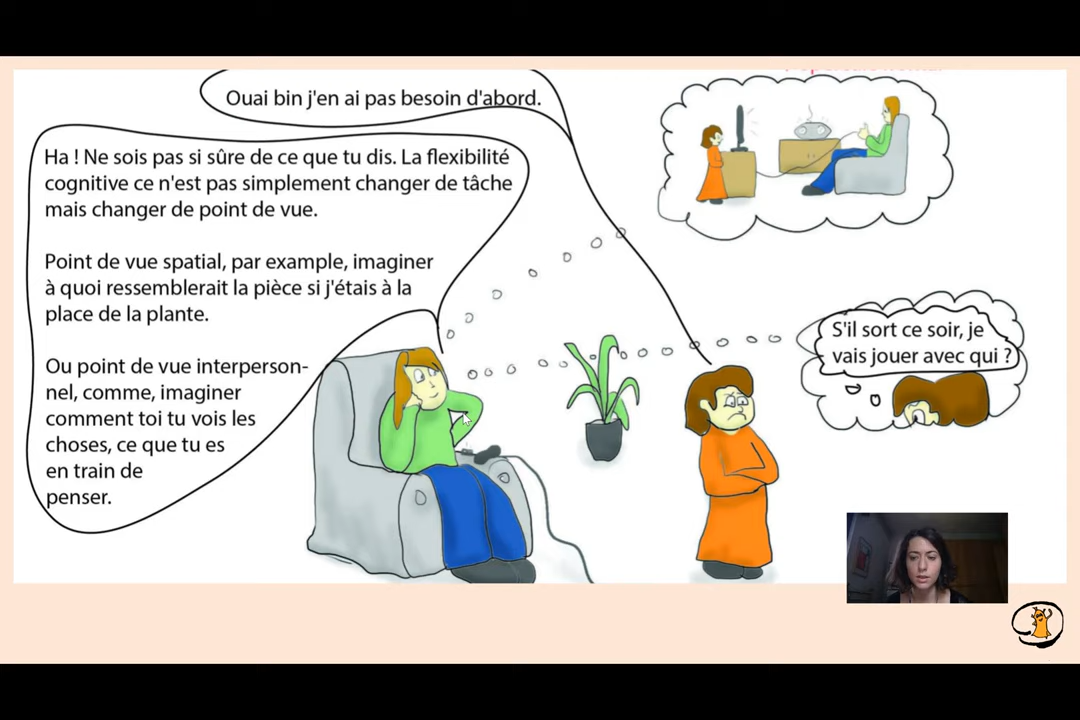 Ouai bin j'en ai pas besoin d'abord.
Ha ! Ne sois pas si sûre de ce que tu dis. La flexibilité
cognitive ce n'est pas simplement changer de tâche
mais changer de point de vue.
Point de vue spatial, par example, imaginer
à quoi ressemblerait la pièce si j'étais à la
place de la plante.
Ou point de vue interperson-
nel, comme, imaginer
comment toi tu vois les
choses, ce que tu es
en train de
penser.
S'il sort ce soir, je
vais jouer avec qui ?